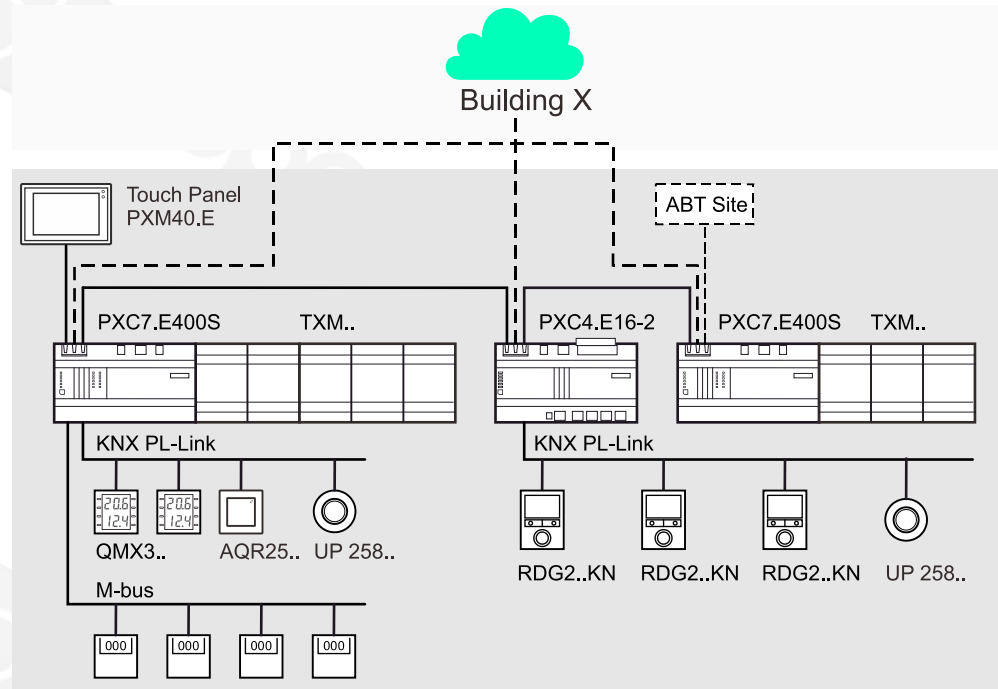 Building X
Touch Panel
PXM40.E
ABT Site
PXC7.E400S
TXM..
PXC4.E16-2
PXC7.E400S
TXM..
KNX PL-Link
KNX PL-Link
20.6
12.4
20.6
12.4
QMX3..
AQR25..
UP 258..
RDG2..KN
RDG2..KN
RDG2..KN
UP 258..
M-bus
000
000
000
000